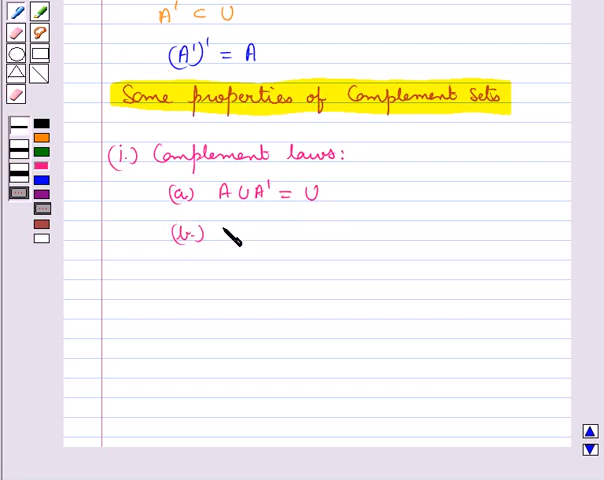 A' ⊂ U
(A')' = A
Some properties of Complement Sets
(i.) Complement laws:
(a.) A ∪ A' = U
(b.)